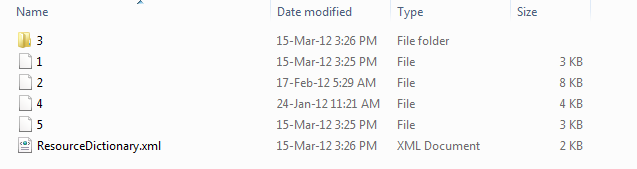 Name Date modified Type Size
3 15-Mar-12 3:26 PM File folder
1 15-Mar-12 3:25 PM File 3 KB
2 17-Feb-12 5:29 AM File 8 KB
4 24-Jan-12 11:21 AM File 4 KB
5 15-Mar-12 3:25 PM File 3 KB
ResourceDictionary.xml 15-Mar-12 3:26 PM XML Document 2 KB